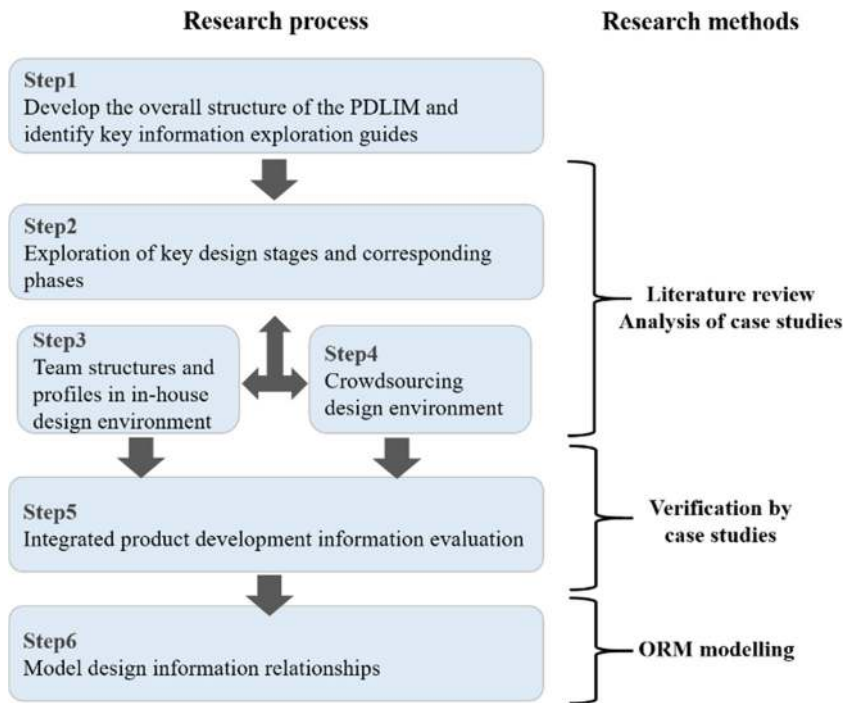 Research process
Research methods
Step1
Develop the overall structure of the PDLIM and
identify key information exploration guides
Step2
Exploration of key design stages and corresponding
phases
Literature review
Analysis of case studies
Step3
Team structures and
profiles in in-house
design environment
Step4
Crowdsourcing
design environment
Step5
Integrated product development information evaluation
Verification by
case studies
Step6
Model design information relationships
ORM modelling